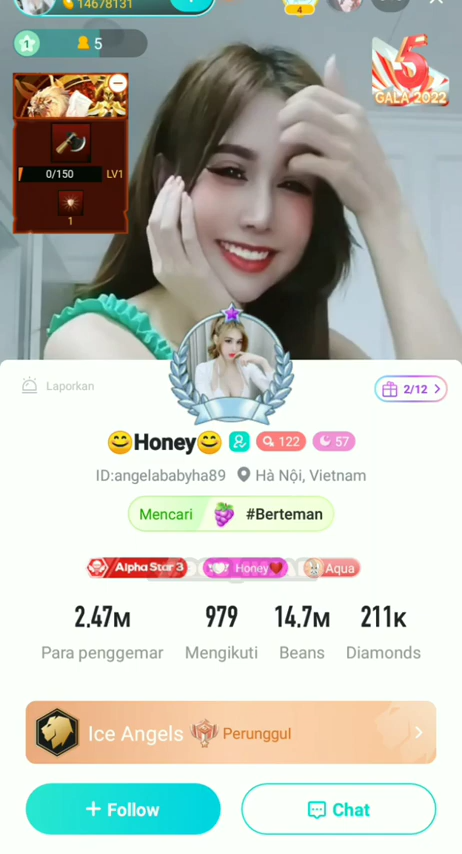 14678131
4
1
5
5
GALA 2022
0/150 LV1
1
Laporkan
2/12 >
😊Honey😊 122 57
ID:angelababyha89 Hà Nội, Vietnam
Mencari #Berteman
Alpha Star 3 Honey❤ Aqua
2,47M 979 14,7M 211K
Para penggemar Mengikuti Beans Diamonds
Ice Angels Perunggul
+ Follow Chat